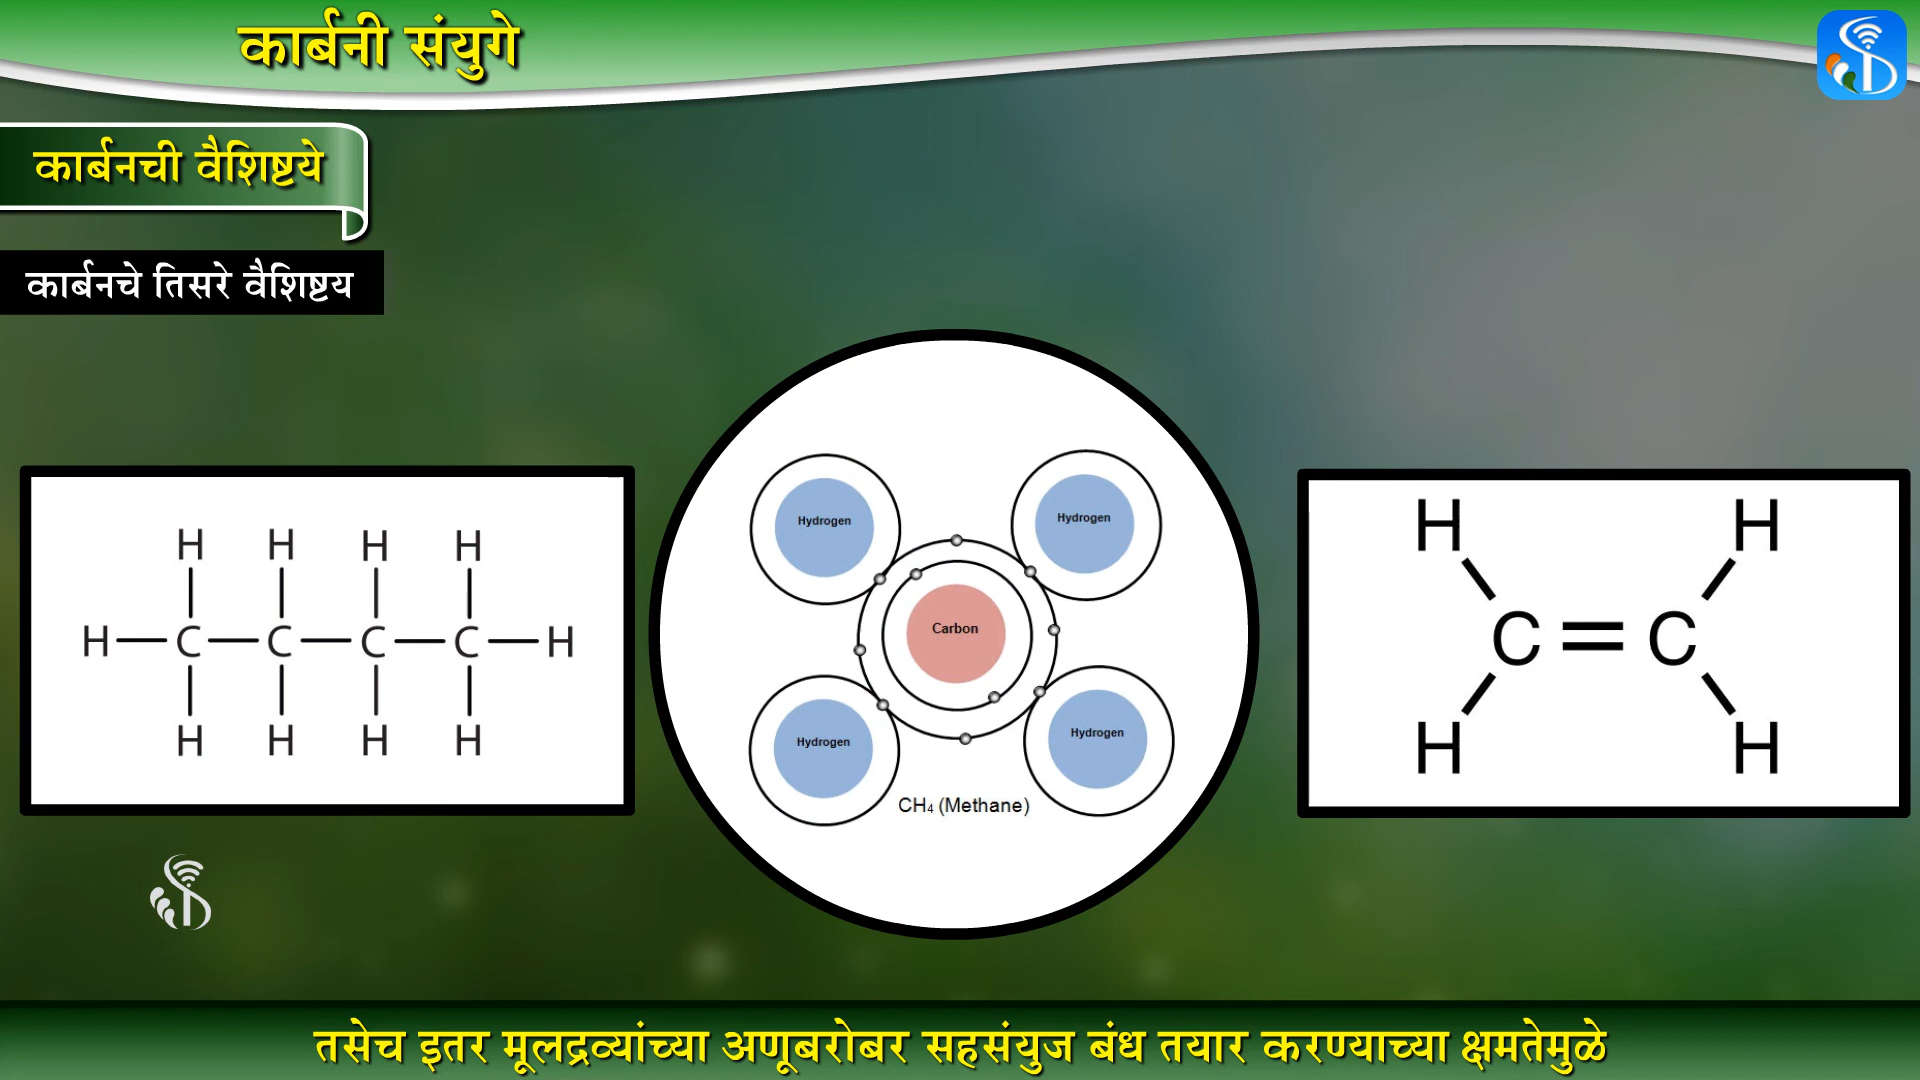 कार्बनी संयुगे
कार्बनची वैशिष्टये
कार्बनचे तिसरे वैशिष्टय
H H H H
H C C C C H
H H H H
Hydrogen
Hydrogen
Carbon
Hydrogen
Hydrogen
CH₄ (Methane)
H H
C = C
H H
तसेच इतर मूलद्रव्यांच्या अणूबरोबर सहसंयुज बंध तयार करण्याच्या क्षमतेमुळे